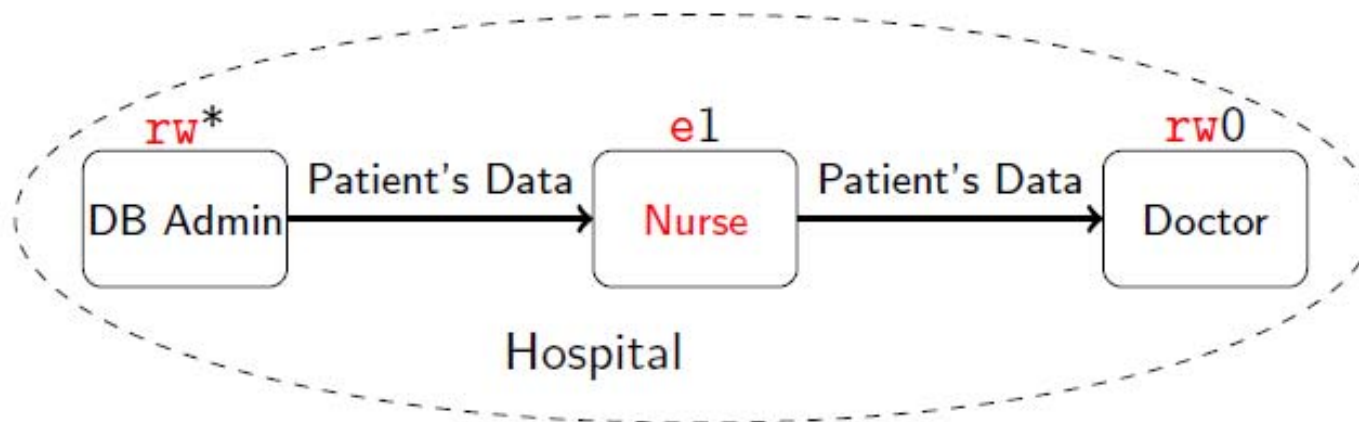 rw* e1 rw0
Patient's Data Patient's Data
DB Admin Nurse Doctor
Hospital